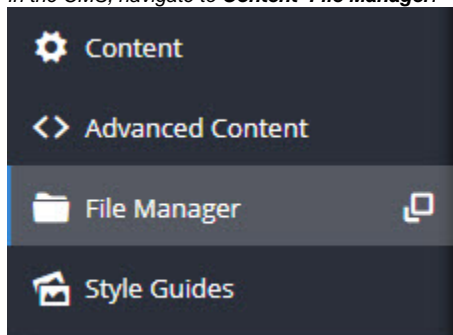 In the CMS, navigate to Content File Manager.
Content
Advanced Content
File Manager
Style Guides